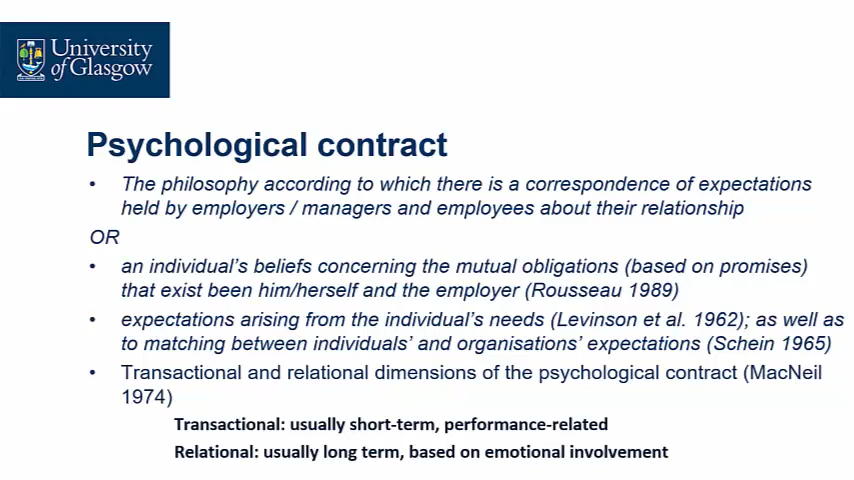 University
of Glasgow
Psychological contract
• The philosophy according to which there is a correspondence of expectations
held by employers / managers and employees about their relationship
OR
• an individual's beliefs concerning the mutual obligations (based on promises)
that exist been him/herself and the employer (Rousseau 1989)
• expectations arising from the individual's needs (Levinson et al. 1962); as well as
to matching between individuals' and organisations' expectations (Schein 1965)
• Transactional and relational dimensions of the psychological contract (MacNeil
1974)
Transactional: usually short-term, performance-related
Relational: usually long term, based on emotional involvement